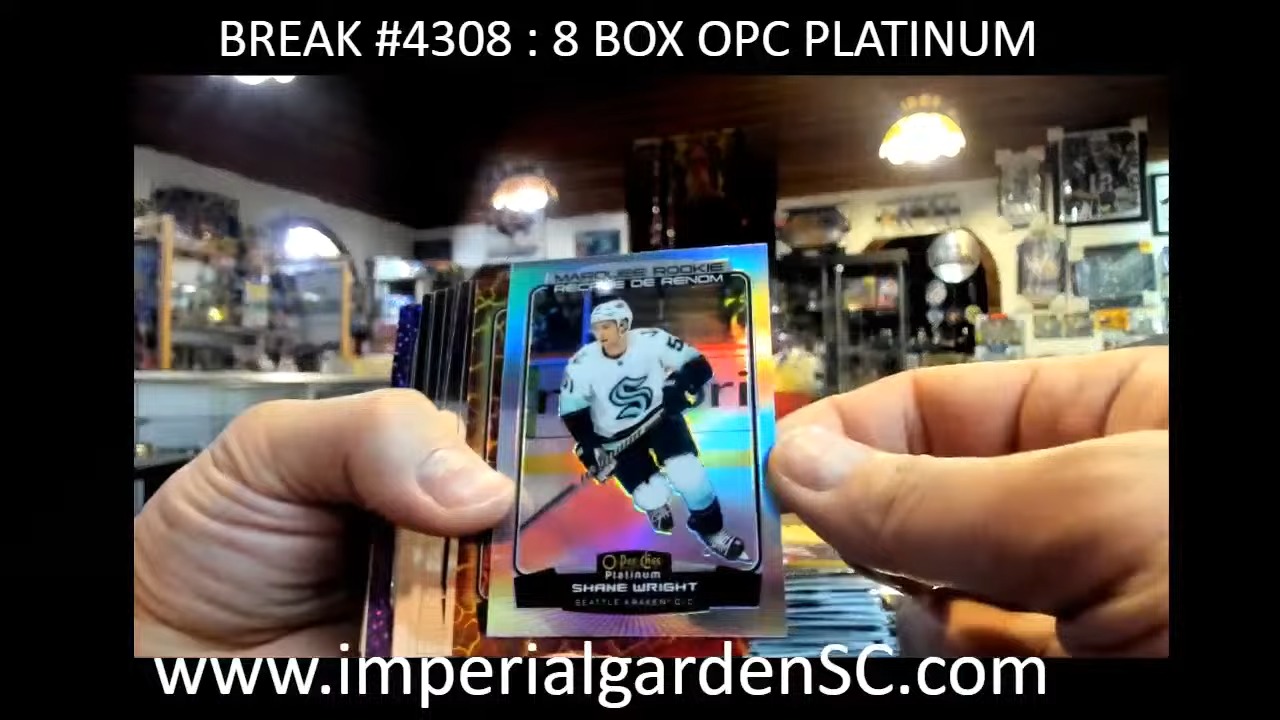 BREAK #4308 : 8 BOX OPC PLATINUM
MARQUEE ROOKIE
RECRUE DE RENOM
O-Pee-Chee
Platinum
SHANE WRIGHT
SEATTLE KRAKEN C/C
www.imperialgardenSC.com